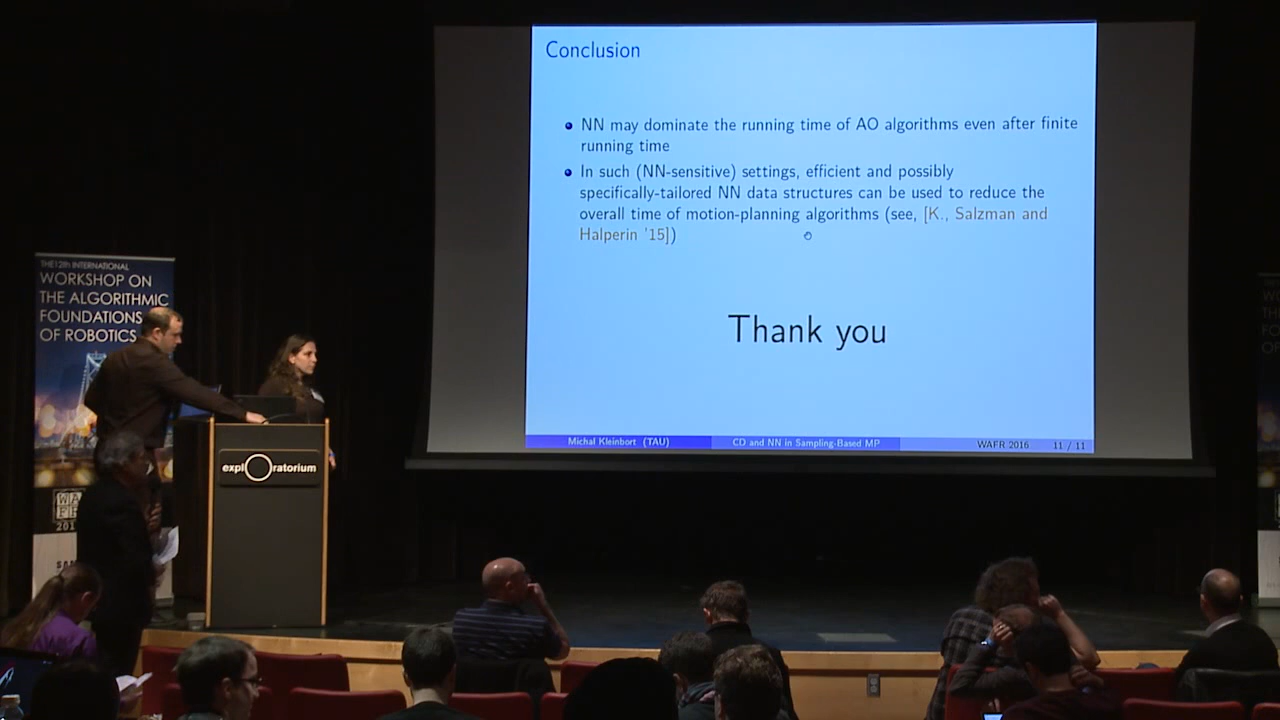 Conclusion
NN may dominate the running time of AO algorithms even after finite
running time
In such (NN-sensitive) settings, efficient and possibly
specifically-tailored NN data structures can be used to reduce the
overall time of motion-planning algorithms (see, [K., Salzman and
Halperin '15])
Thank you
Michal Kleinbort (TAU) CD and NN in Sampling-Based MP WAFR 2016 11 / 11
THE 12th INTERNATIONAL
WORKSHOP ON
THE ALGORITHMIC
FOUNDATIONS
OF ROBOTICS
explOratorium